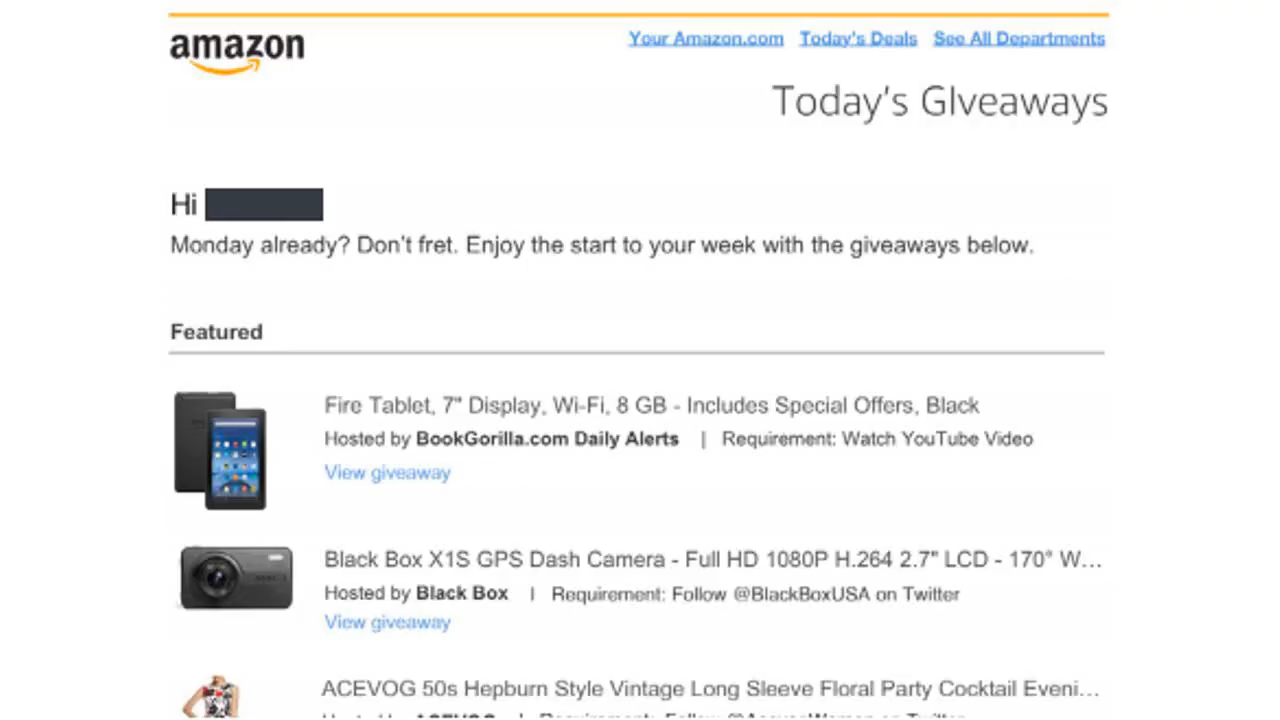 amazon
Your Amazon.com Today's Deals See All Departments
Today's GIveaways
Hi
Monday already? Don't fret. Enjoy the start to your week with the giveaways below.
Featured
Fire Tablet, 7" Display, Wi-Fi, 8 GB - Includes Special Offers, Black
Hosted by BookGorilla.com Daily Alerts | Requirement: Watch YouTube Video
View giveaway
Black Box X1S GPS Dash Camera - Full HD 1080P H.264 2.7" LCD - 170° W...
Hosted by Black Box | Requirement: Follow @BlackBoxUSA on Twitter
View giveaway
ACEVOG 50s Hepburn Style Vintage Long Sleeve Floral Party Cocktail Eveni...